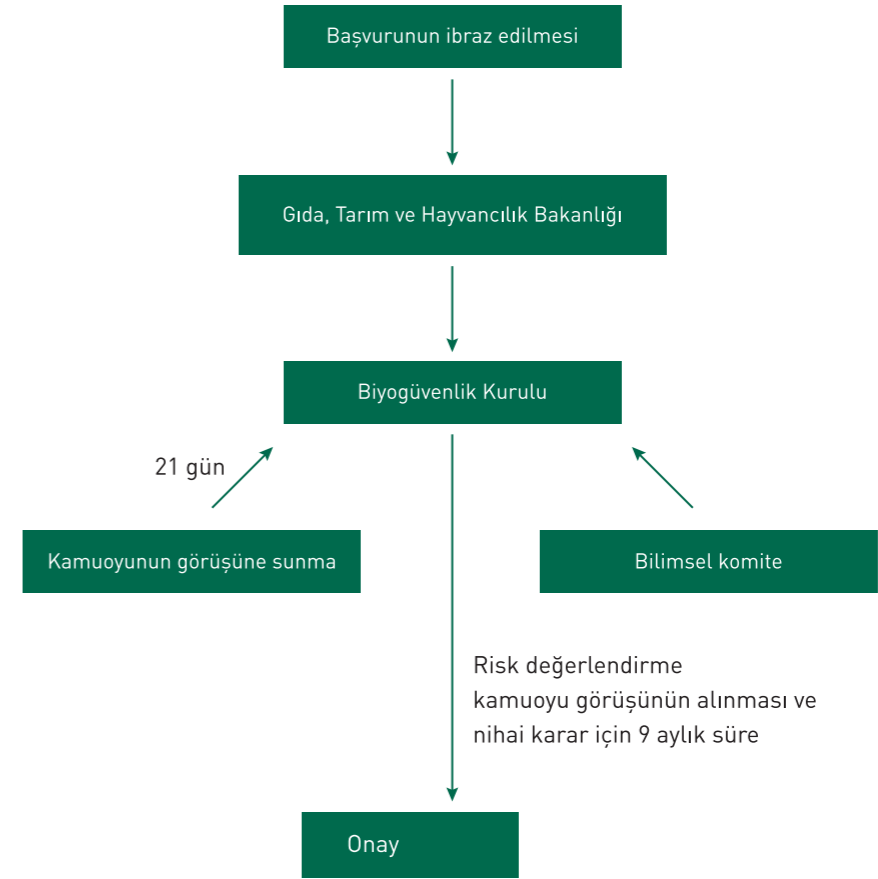 Başvurunun ibraz edilmesi
Gıda, Tarım ve Hayvancılık Bakanlığı
Biyogüvenlik Kurulu
21 gün
Kamuoyunun görüşüne sunma
Bilimsel komite
Risk değerlendirme
kamuoyu görüşünün alınması ve
nihai karar için 9 aylık süre
Onay